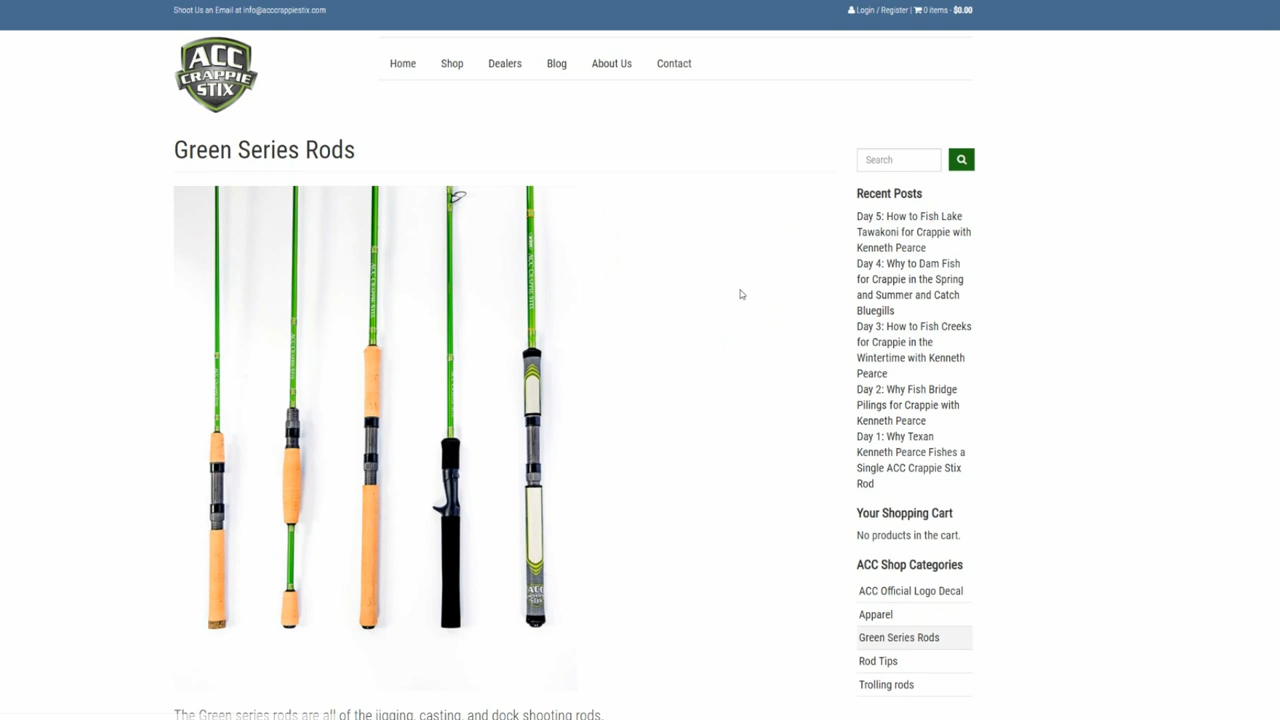 Shoot Us an Email at info@acccrappiestix.com
Login / Register | 0 items - $0.00
ACC
CRAPPIE
STIX
Home Shop Dealers Blog About Us Contact
Green Series Rods
Search
Recent Posts
Day 5: How to Fish Lake
Tawakoni for Crappie with
Kenneth Pearce
Day 4: Why to Dam Fish
for Crappie in the Spring
and Summer and Catch
Bluegills
Day 3: How to Fish Creeks
for Crappie in the
Wintertime with Kenneth
Pearce
Day 2: Why Fish Bridge
Pilings for Crappie with
Kenneth Pearce
Day 1: Why Texan
Kenneth Pearce Fishes a
Single ACC Crappie Stix
Rod
Your Shopping Cart
No products in the cart.
ACC Shop Categories
ACC Official Logo Decal
Apparel
Green Series Rods
Rod Tips
Trolling rods
ACC CRAPPIE STIX
ACC
STIX
The Green series rods are all of the jigging, casting, and dock shooting rods.